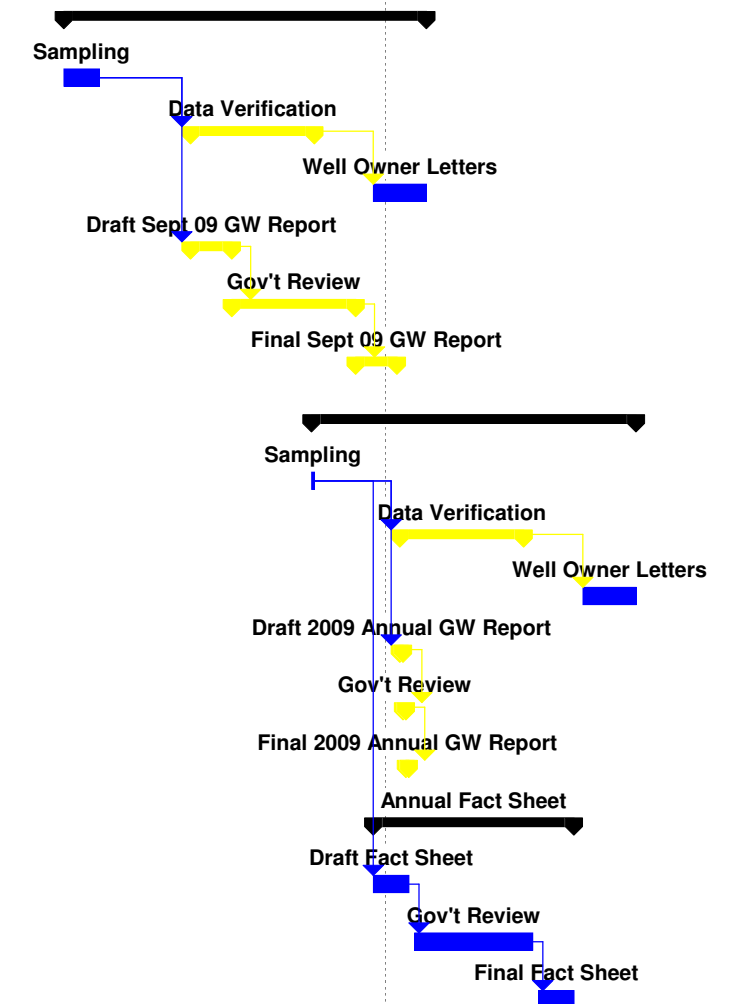 Sampling
Data Verification
Well Owner Letters
Draft Sept 09 GW Report
Gov't Review
Final Sept 09 GW Report
Sampling
Data Verification
Well Owner Letters
Draft 2009 Annual GW Report
Gov't Review
Final 2009 Annual GW Report
Annual Fact Sheet
Draft Fact Sheet
Gov't Review
Final Fact Sheet